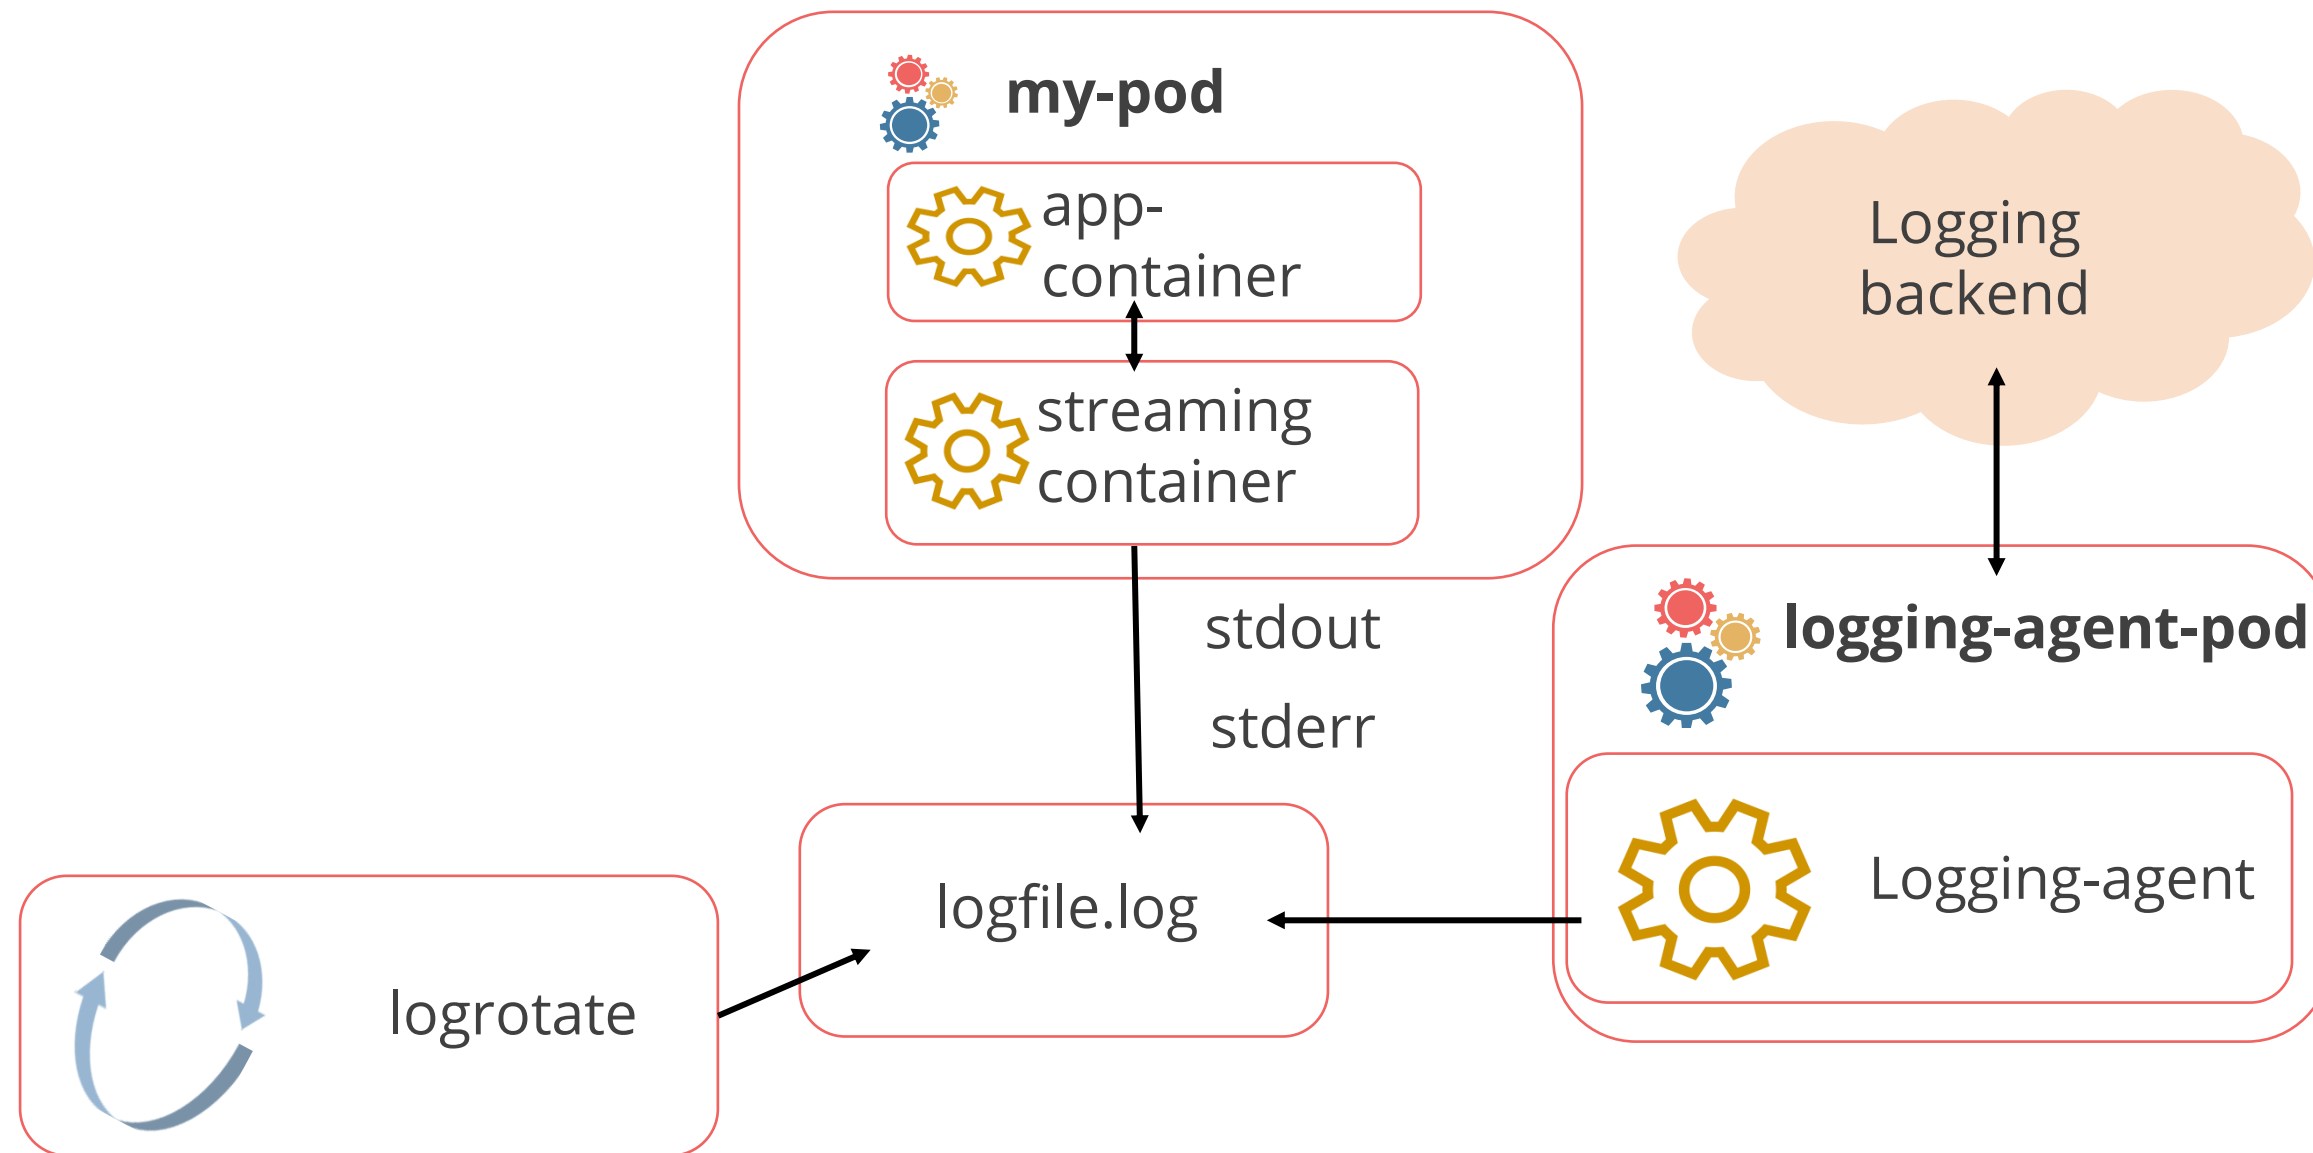 my-pod
app-
container
streaming
container
Logging
backend
stdout
stderr
logging-agent-pod
Logging-agent
logfile.log
logrotate